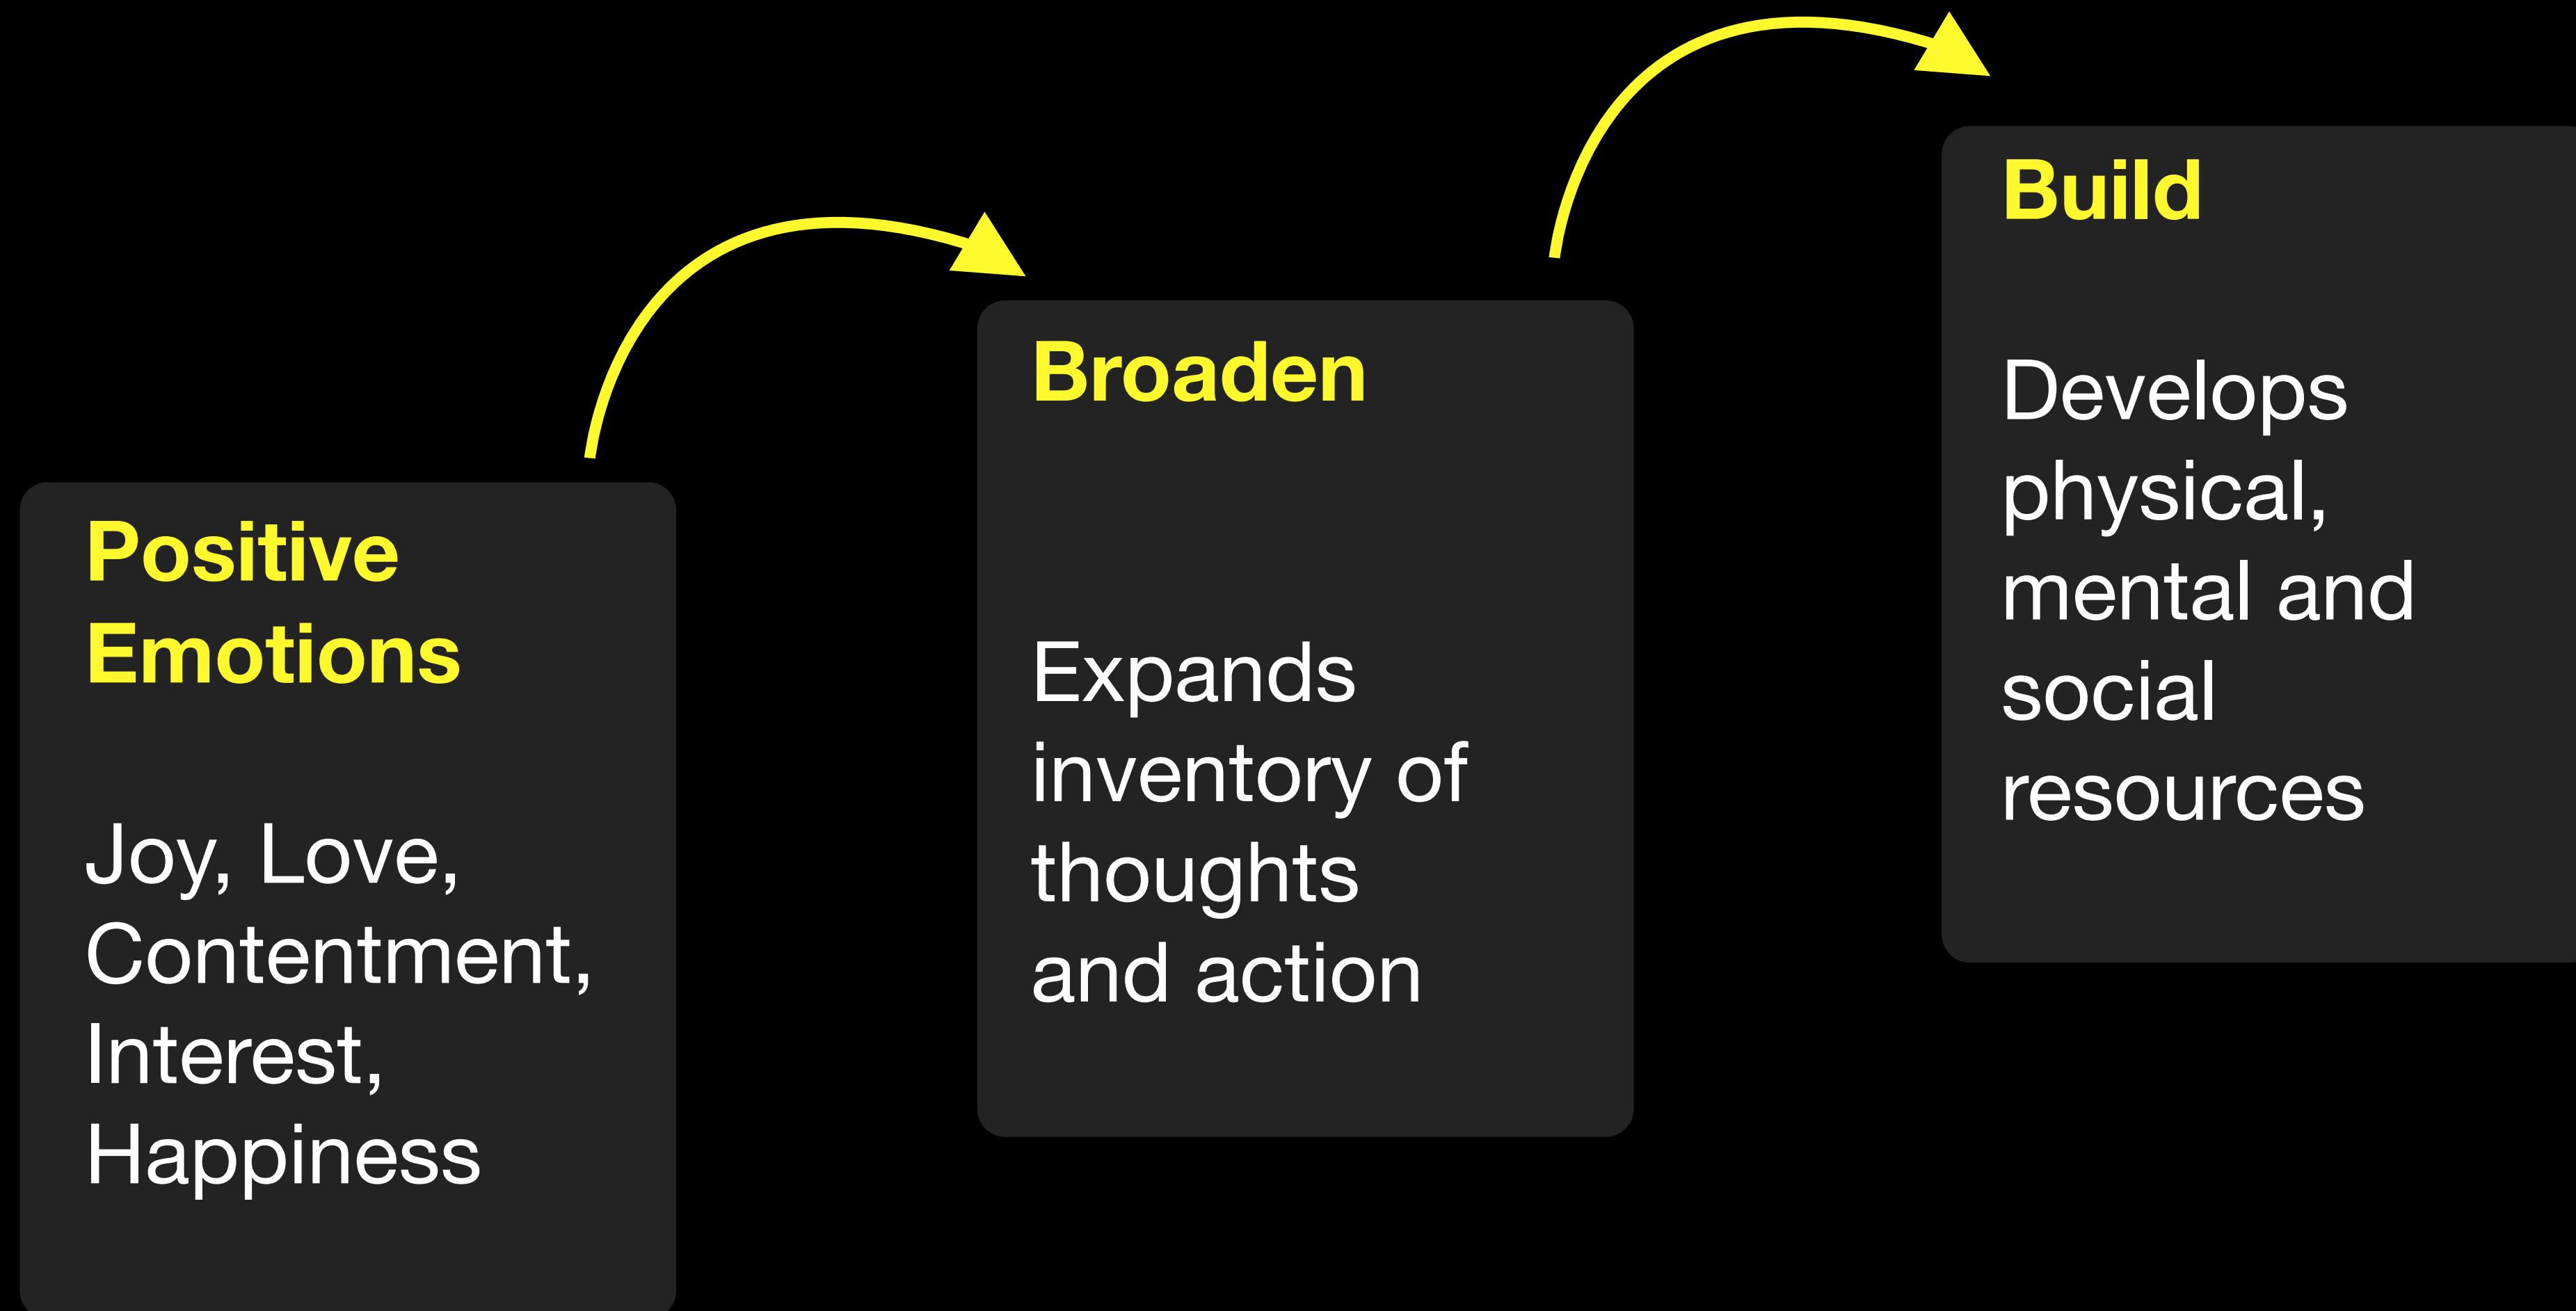 Positive
Emotions
Joy, Love,
Contentment,
Interest,
Happiness
Broaden
Expands
inventory of
thoughts
and action
Build
Develops
physical,
mental and
social
resources